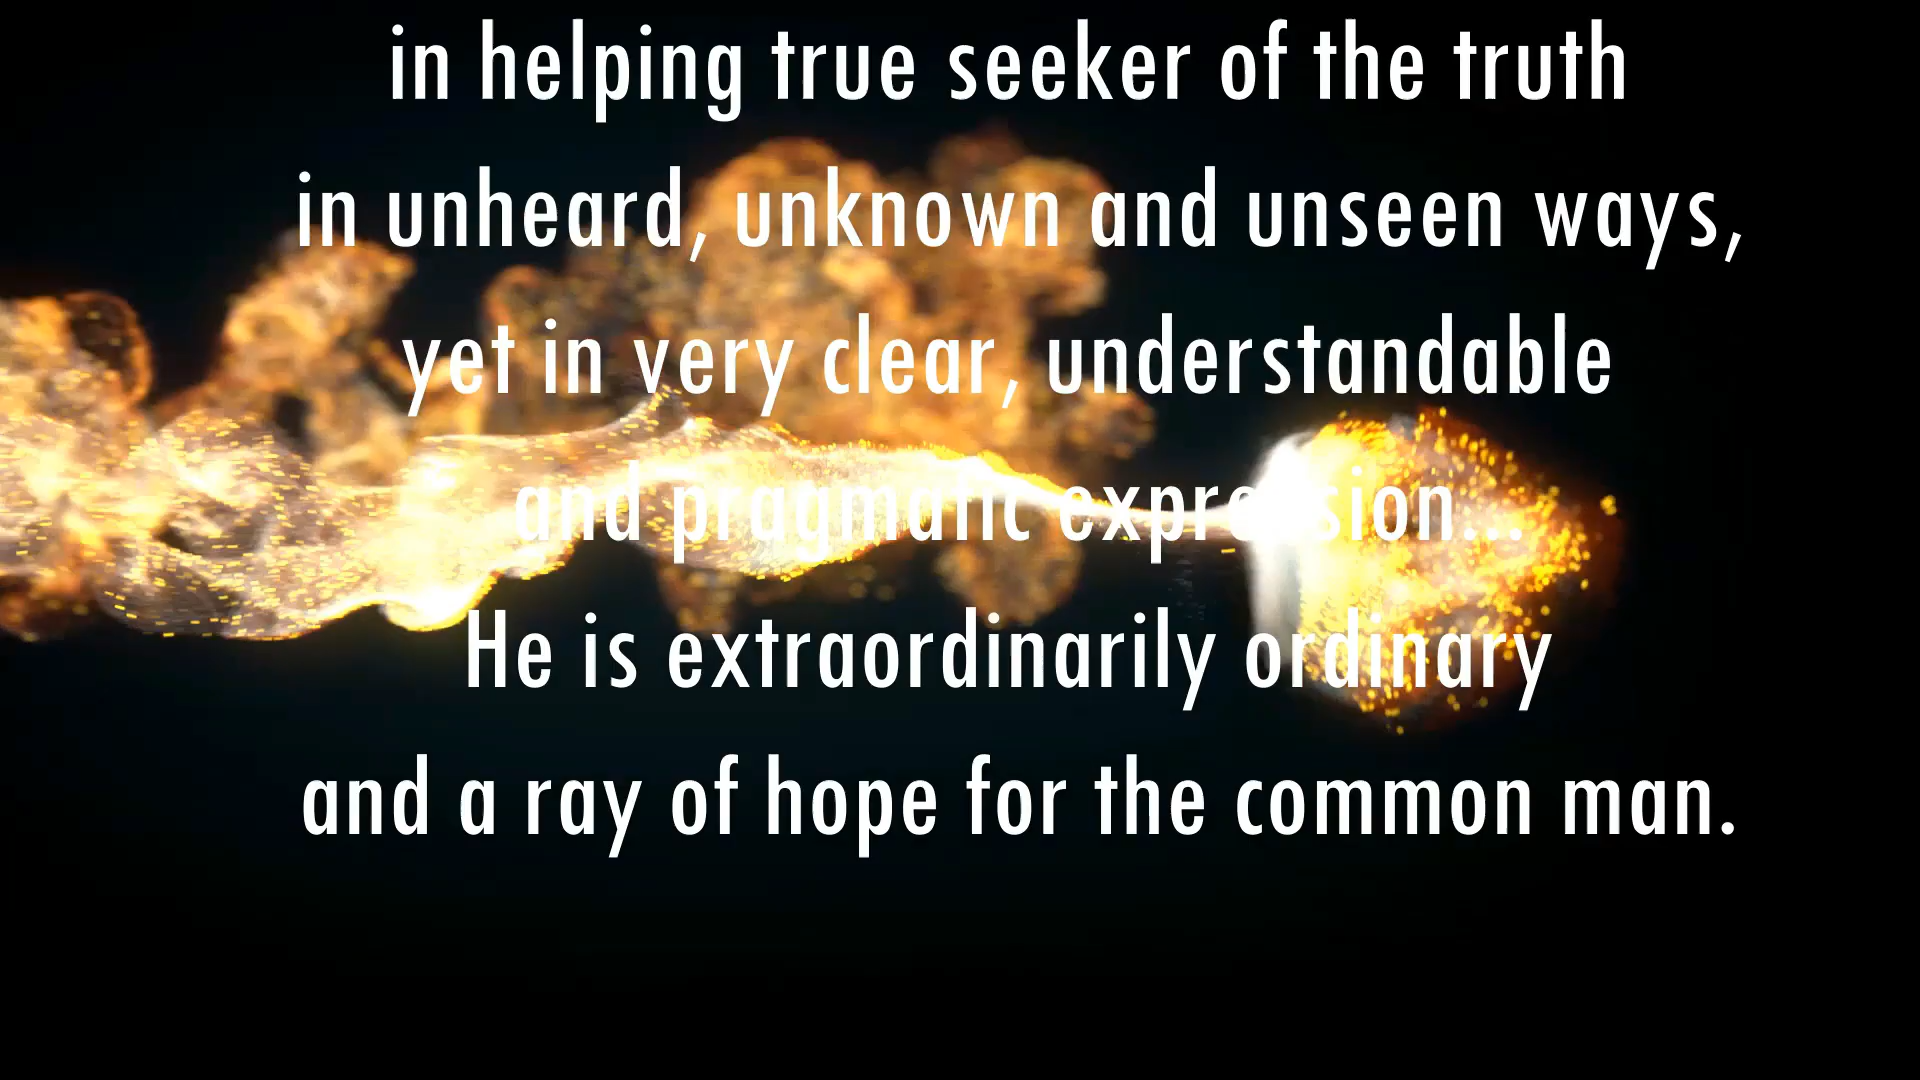 in helping true seeker of the truth
in unheard, unknown and unseen ways,
yet in very clear, understandable
and pragmatic expression...
He is extraordinarily ordinary
and a ray of hope for the common man.